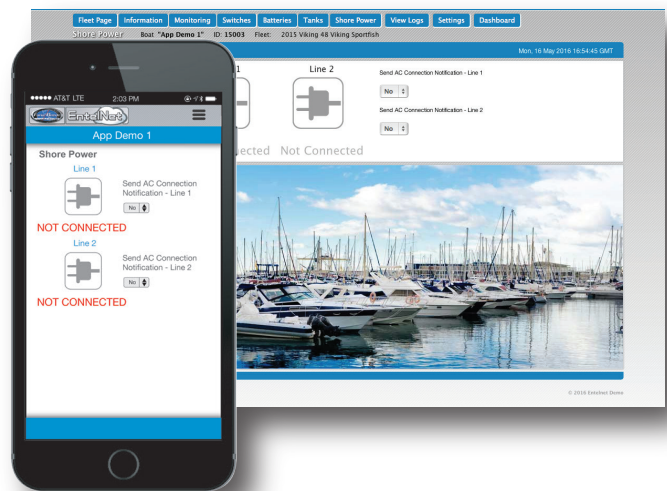 Fleet Page Information Monitoring Switches Batteries Tanks Shore Power View Logs Settings Dashboard
Shore Power Boat "App Demo 1" ID: 15003 Fleet: 2015 Viking 48 Viking Sportfish
Mon, 16 May 2016 16:54:45 GMT
1 Line 2
Send AC Connection Notification - Line 1
No
Send AC Connection Notification - Line 2
No
ected Not Connected
© 2016 Entelnet Demo
AT&T LTE 2:03 PM
EntelNet
App Demo 1
Shore Power
Line 1
Send AC Connection
Notification - Line 1
No
NOT CONNECTED
Line 2
Send AC Connection
Notification - Line 2
No
NOT CONNECTED